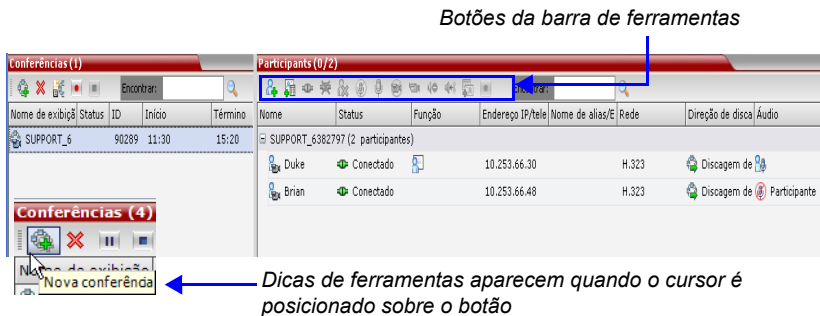 Botões da barra de ferramentas
Conferências (1)
Participants (0/2)
Encontrar:
Encontrar:
Nome de exibiçã Status ID Início Término
Nome Status Função Endereço IP/tele Nome de alias/E Rede Direção de disca Áudio
SUPPORT_6 90289 11:30 15:20
SUPPORT_6382797 (2 participantes)
Duke Conectado 10.253.66.30 H.323 Discagem de
Brian Conectado 10.253.66.48 H.323 Discagem de Participante
Conferências (4)
Nova conferência
Dicas de ferramentas aparecem quando o cursor é
posicionado sobre o botão